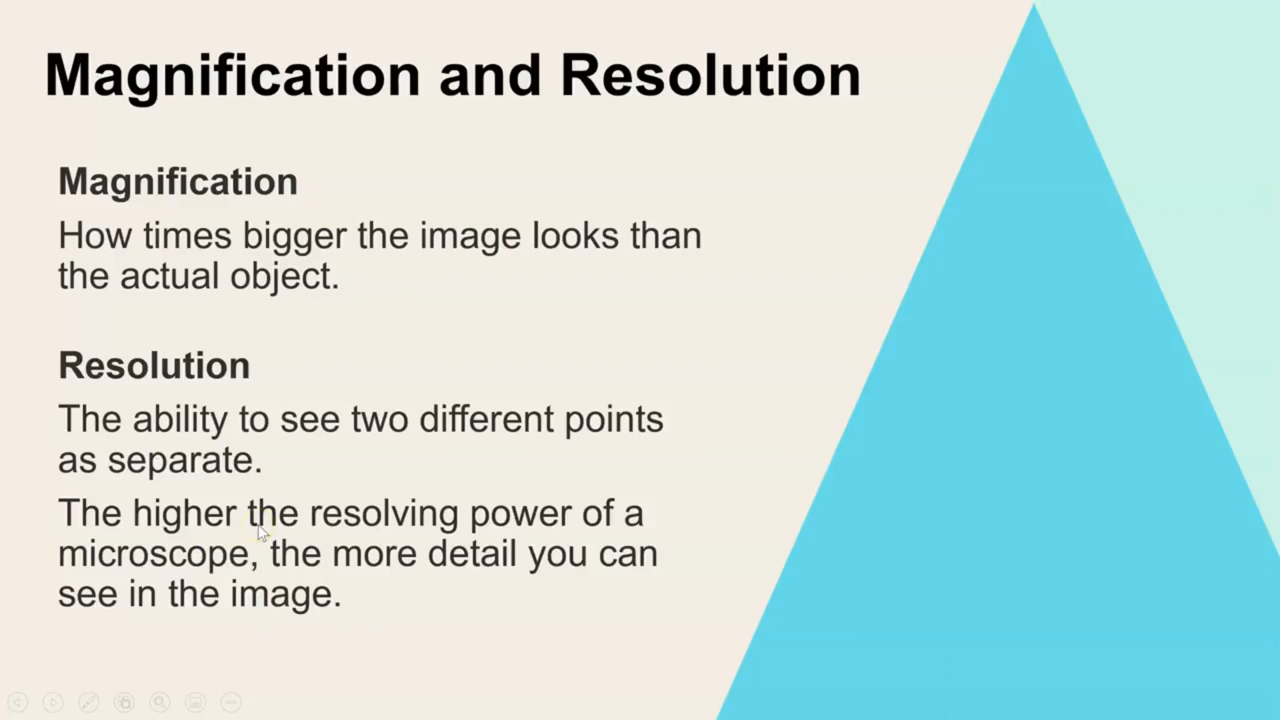 Magnification and Resolution
Magnification
How times bigger the image looks than
the actual object.
Resolution
The ability to see two different points
as separate.
The higher the resolving power of a
microscope, the more detail you can
see in the image.